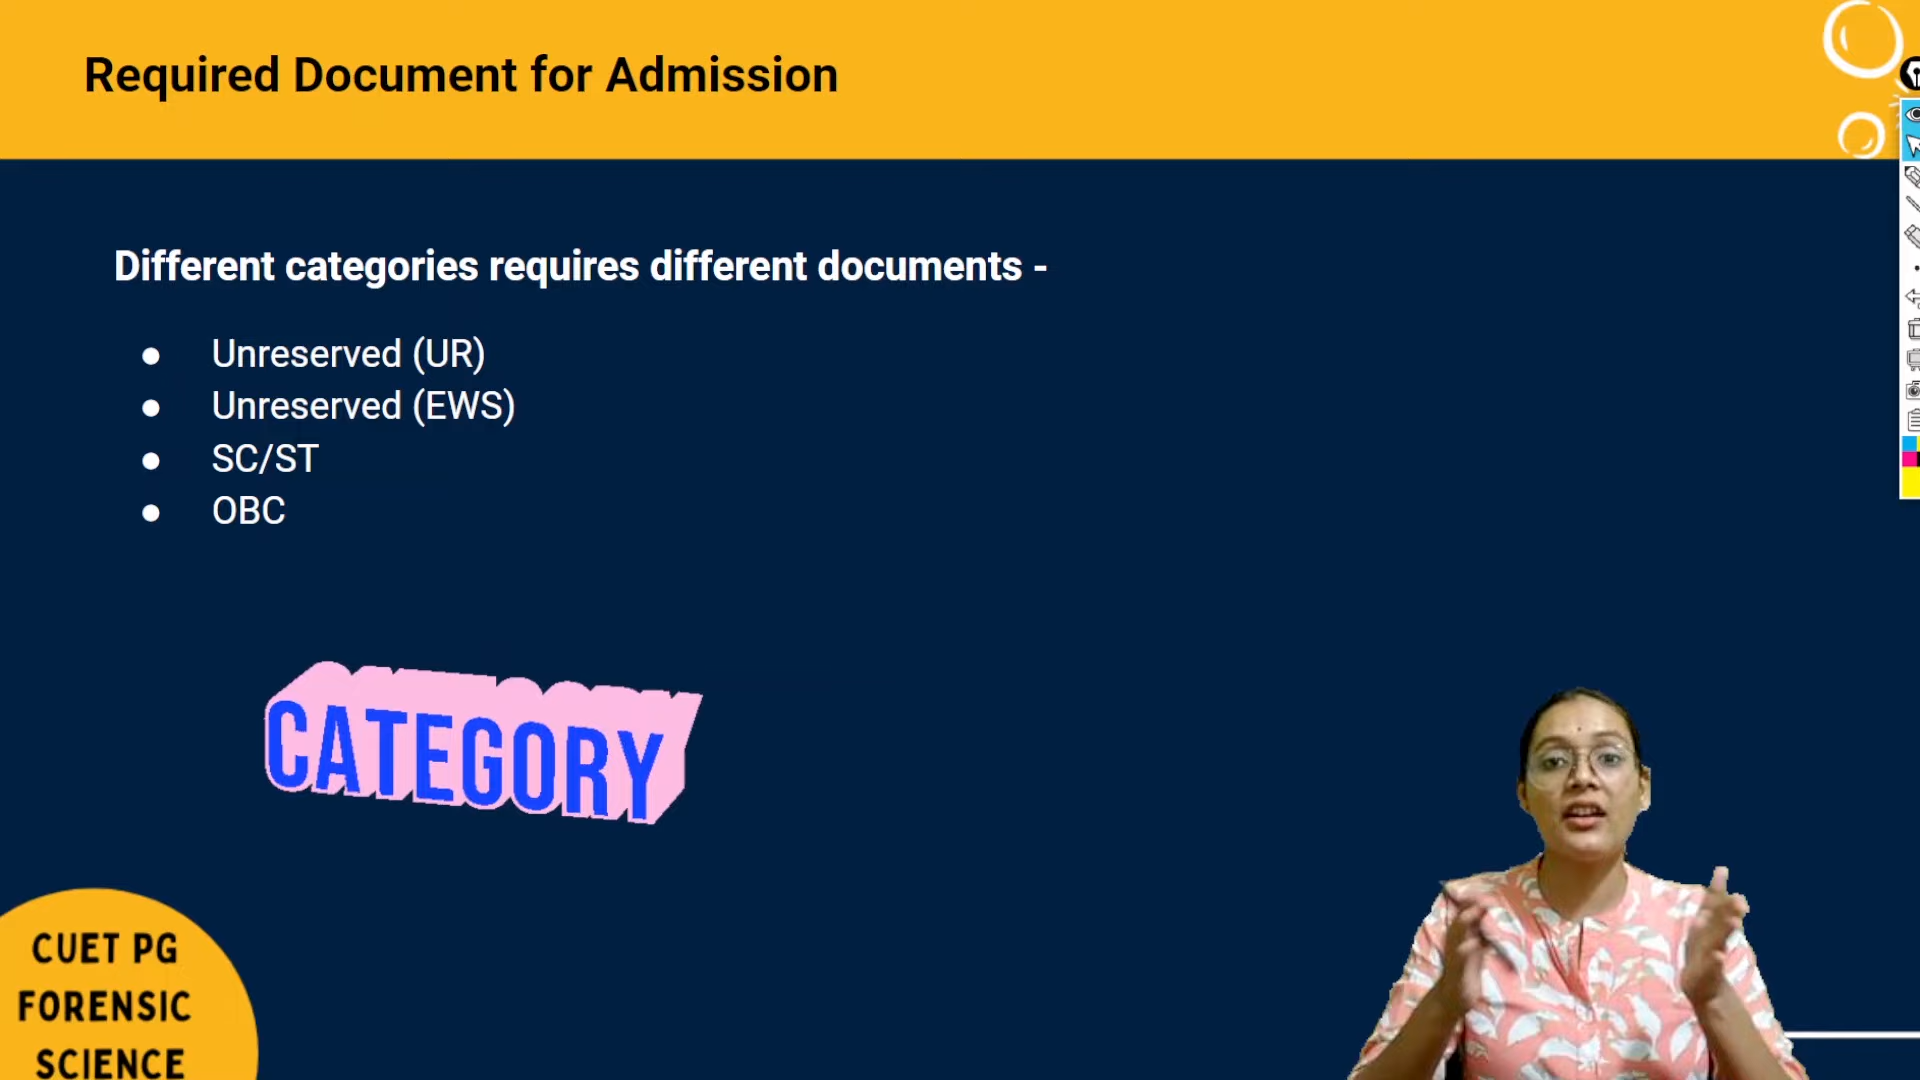 Required Document for Admission
Different categories requires different documents -
● Unreserved (UR)
● Unreserved (EWS)
● SC/ST
● OBC
CATEGORY
CUET PG
FORENSIC
SCIENCE